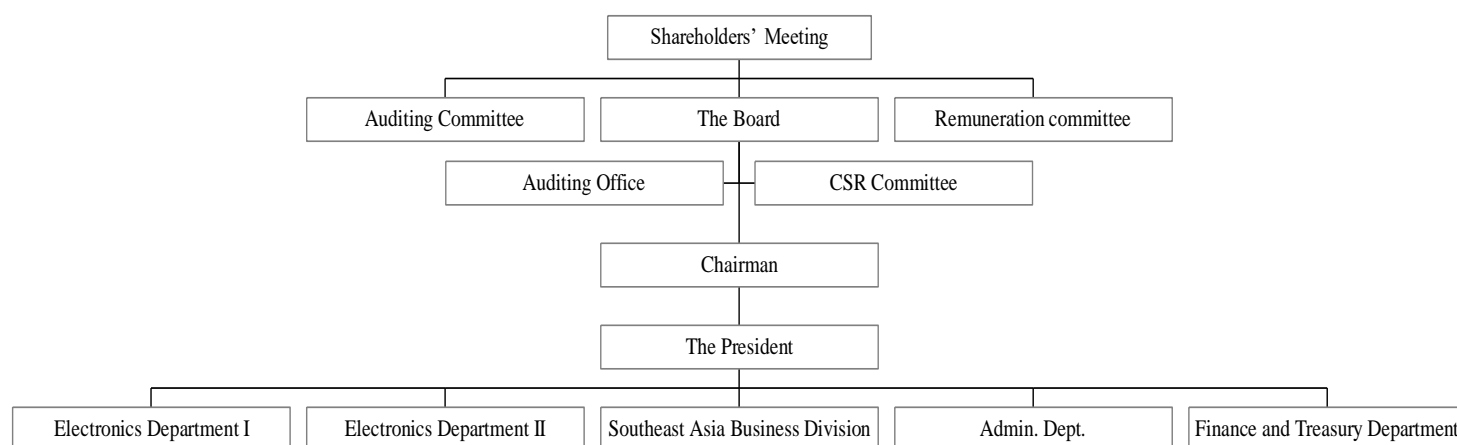 Shareholders’ Meeting
Auditing Committee
The Board
Remuneration committee
Auditing Office
CSR Committee
Chairman
The President
Electronics Department I
Electronics Department II
Southeast Asia Business Division
Admin. Dept.
Finance and Treasury Department